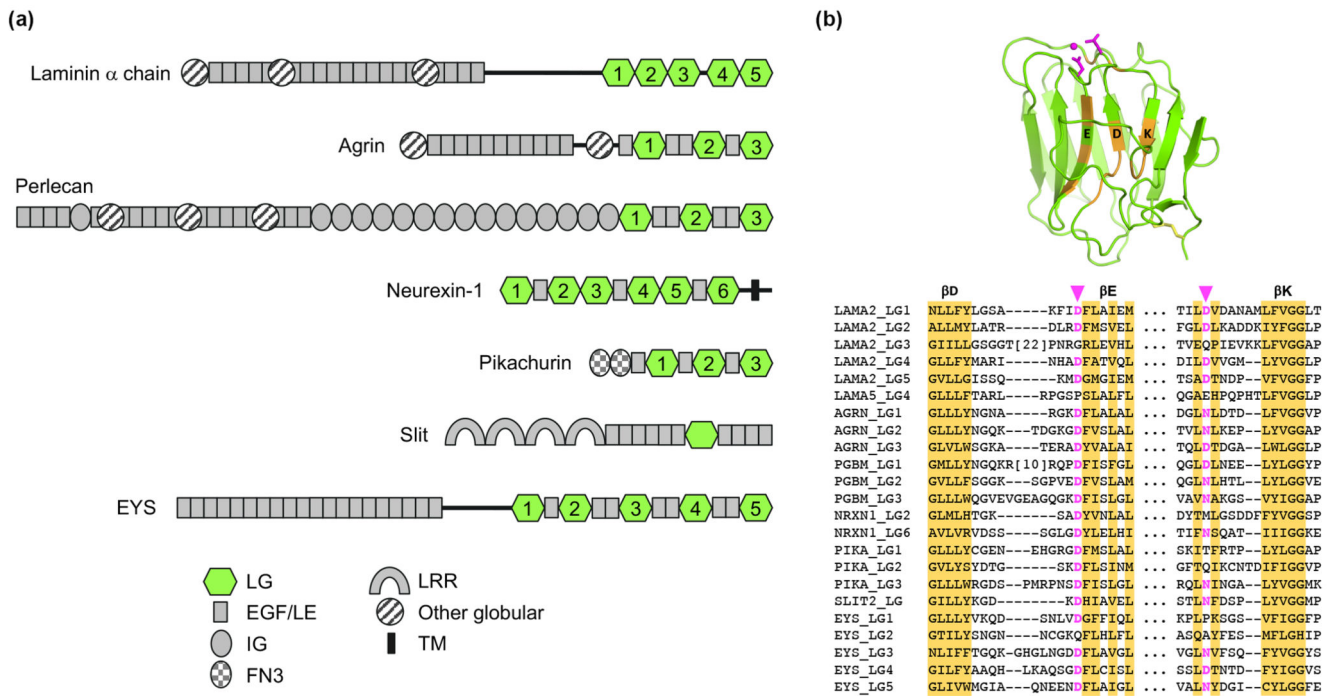 (a)
Laminin α chain
1 2 3 4 5
Agrin
1 2 3
Perlecan
1 2 3
Neurexin-1
1 2 3 4 5 6
Pikachurin
1 2 3
Slit
EYS
1 2 3 4 5
LG
EGF/LE
IG
FN3
LRR
Other globular
TM
(b)
E D K
βD βE βK
LAMA2_LG1 NLLFYLGSA-----KFIDFLAIEM ... TILDVDANAMLFVGGLT
LAMA2_LG2 ALLMYLATR----DLRDFMSVEL ... FGLDLKADDKIYFGGLP
LAMA2_LG3 GIILLGSGGT[22]PNRGRLEVHL ... TVEQPIEVKKLFVGGAP
LAMA2_LG4 GLLFYMARI----NHADFATVQL ... DILDVVGM--LYVGGLP
LAMA2_LG5 GVLLGISSQ-----KMDGMGIEM ... TSADTNDP--VFVGGFP
LAMA5_LG4 GLLLFTARL---RPGSPSLALFL ... QGAEHPQPHTLFVGGLP
AGRN_LG1 GLLLYNGNA----RGKDFLALAL ... DGLNLDTD--LFVGGVP
AGRN_LG2 GLLLYNGQK--TDGKGDFVSLAL ... TVLNLKEP--LYVGGAP
AGRN_LG3 GLVLWSGKA---TERADYVALAI ... TQLDTDGA--LWLGGLP
PGBM_LG1 GMLLYNGQKR[10]RQPDFISFGL ... QGLDLNEE--LYLGGYP
PGBM_LG2 GVLLFSGGK---SGPVEDFVSLAM ... QGLNLHTL--LYLGGVE
PGBM_LG3 GLLLWQGVEVGEAGQGKDFISLGL ... VAVNAKGS--VYIGGAP
NRXN1_LG2 GLMLHTGK------SADYVNLAL ... DYTMLGSDDFFYVGGSP
NRXN1_LG6 AVLVRVDSS----SGLGDYLELHI ... TIFNSQAT--IIIGGKE
PIKA_LG1 GLLLYCGEN---EHGRGDFMSLAL ... SKITFRTP--LYLGGAP
PIKA_LG2 GVLYSYDTG----SKDFLSINM ... GFTQIKCNTDIFIGGVP
PIKA_LG3 GLLLWRGDS--PMRPNSDFISLGL ... RQLNINGA--LYVGGMK
SLIT2_LG GILLYKGD------KDHIAVEL ... STLNFDSP--LYVGGMP
EYS_LG1 GLLLYVKQD---SNLVDGFFIQL ... KPLPKSGS--VFIGGFP
EYS_LG2 GTILYSNGN---NCGKQFLHLFL ... ASQAYFES--MFLGHIP
EYS_LG3 NLIFFTGQK-GHGLNGDDFLAVGL ... VGLNVFSQ--FYVGGYS
EYS_LG4 GILFYAAQH-LKAQSGDFLCISL ... SSLDTNTD--FYIGGVS
EYS_LG5 GLIVWMGIA--QNEENDFLAIGL ... NVLNYDGI--CYLGGFE